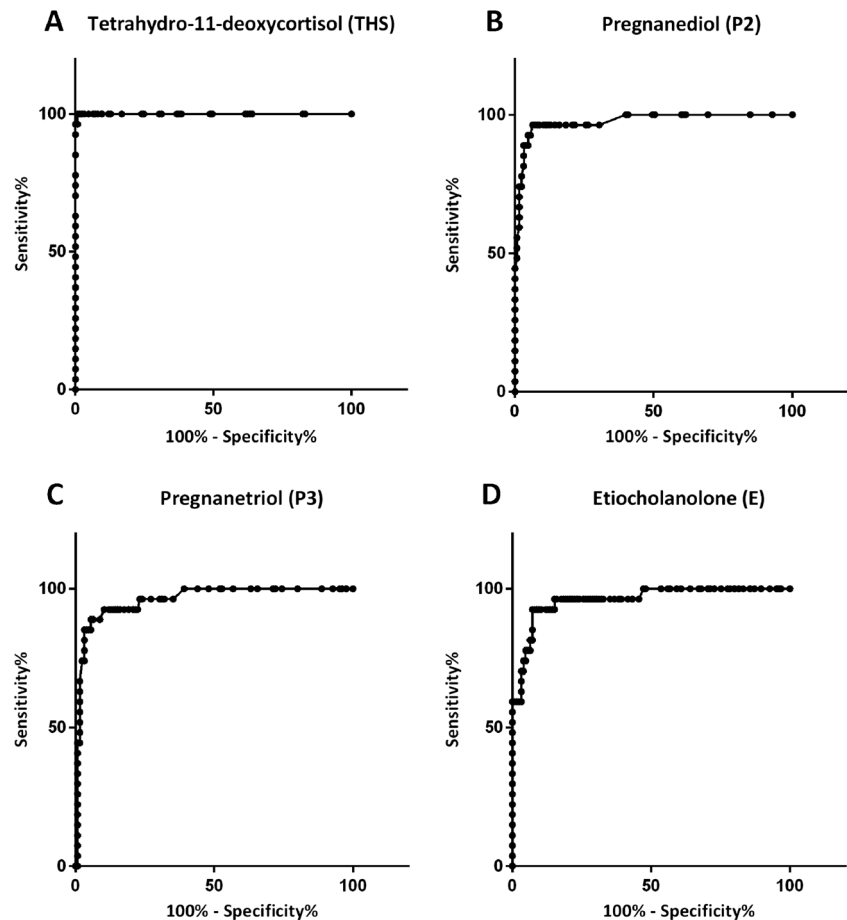 A Tetrahydro-11-deoxycortisol (THS)
100
Sensitivity%
50
0
0 50 100
100% - Specificity%
B Pregnanediol (P2)
100
Sensitivity%
50
0
0 50 100
100% - Specificity%
C Pregnanetriol (P3)
100
Sensitivity%
50
0
0 50 100
100% - Specificity%
D Etiocholanolone (E)
100
Sensitivity%
50
0
0 50 100
100% - Specificity%